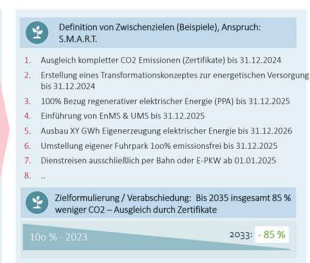 Definition von Zwischenzielen (Beispiele), Anspruch:
S.M.A.R.T.
1. Ausgleich kompletter CO2 Emissionen (Zertifikate) bis 31.12.2024
2. Erstellung eines Transformationskonzeptes zur energetischen Versorgung
bis 31.12.2024
3. 100% Bezug regenerativer elektrischer Energie (PPA) bis 31.12.2025
4. Einführung von EnMS & UMS bis 31.12.2025
5. Ausbau XY GWh Eigenerzeugung elektrischer Energie bis 31.12.2026
6. Umstellung eigener Fuhrpark 1oo% emissionsfrei bis 31.12.2025
7. Dienstreisen ausschließlich per Bahn oder E-PKW ab 01.01.2025
8. ..
Zielformulierung / Verabschiedung: Bis 2035 insgesamt 85 %
weniger CO2 – Ausgleich durch Zertifikate
10o % - 2023
2033: - 85 %